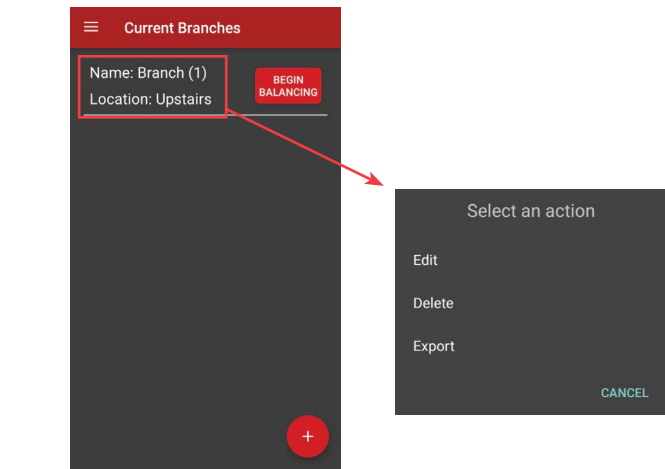 Current Branches
Name: Branch (1)
Location: Upstairs
BEGIN
BALANCING
+
Select an action
Edit
Delete
Export
CANCEL